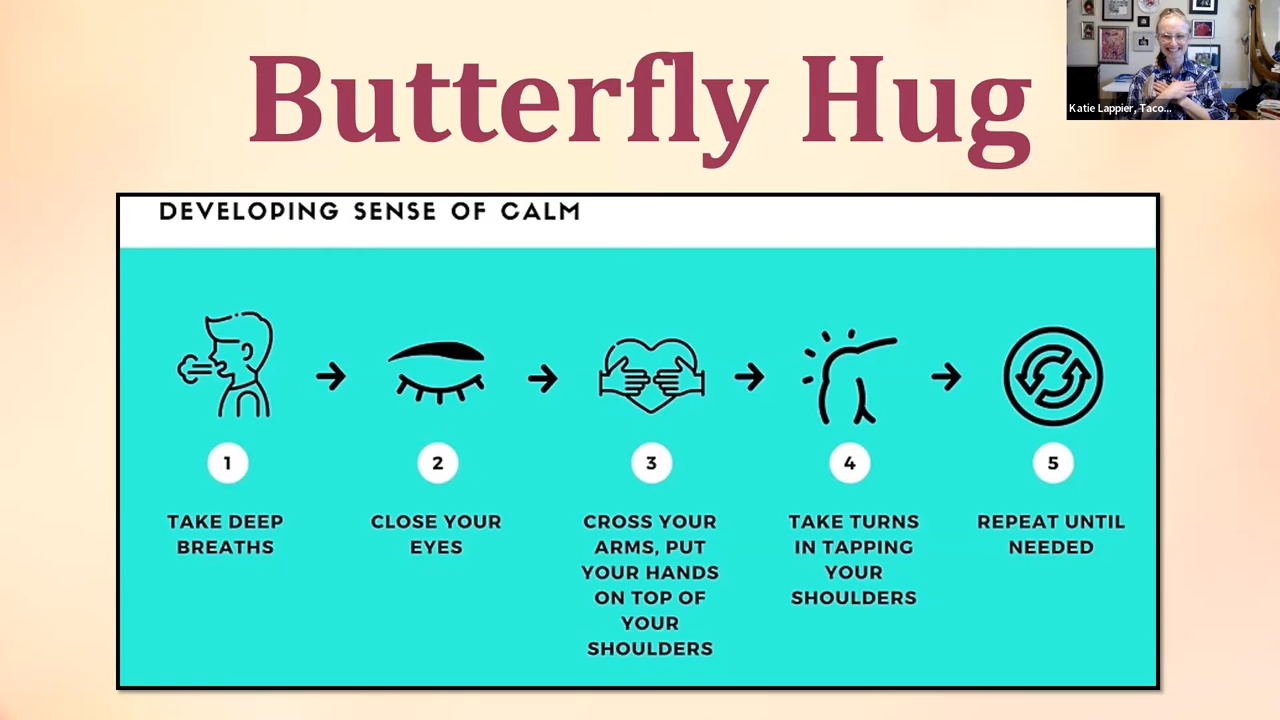 Butterfly Hug
Katie Lappier, Taco...
DEVELOPING SENSE OF CALM
1
TAKE DEEP
BREATHS
2
CLOSE YOUR
EYES
3
CROSS YOUR
ARMS, PUT
YOUR HANDS
ON TOP OF
YOUR
SHOULDERS
4
TAKE TURNS
IN TAPPING
YOUR
SHOULDERS
5
REPEAT UNTIL
NEEDED